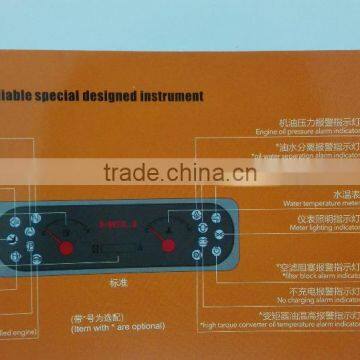 liable special designed instrument
机油压力报警指示灯
Engine oil pressure alarm indicator
*油水分离报警指示灯
*oil-water separation alarm indicator
trade.china.com
水温表
Water temperature meter
仪表照明指示灯
Meter lighting indicator
*空滤阻塞报警指示灯
*filter block alarm indicator
不充电报警指示灯
No charging alarm indicator
*变矩器油温高报警指示灯
*high tarque converter of temperature alarm indicator
标准
(带*号为选配)
(Item with * are optional)
lled engine)